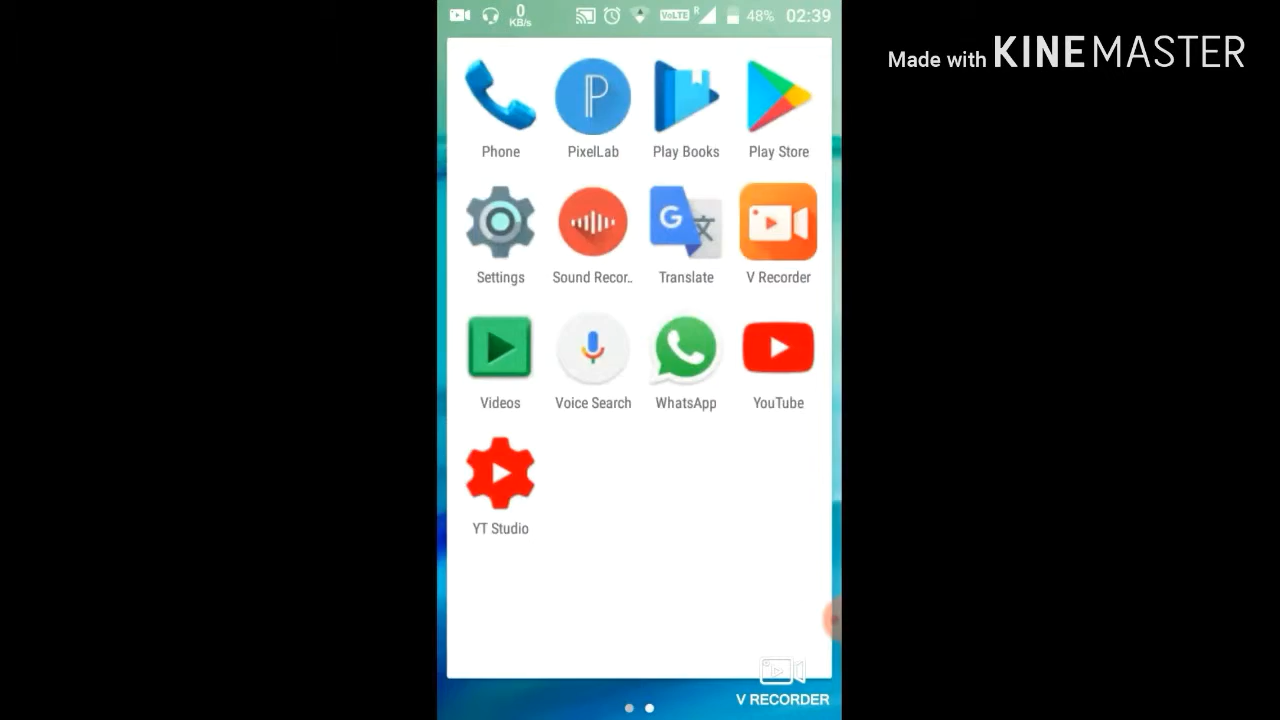 0
KB/s
VoLTE
R
48%
02:39
Made with KINEMASTER
Phone
PixelLab
Play Books
Play Store
Settings
Sound Recor..
Translate
V Recorder
Videos
Voice Search
WhatsApp
YouTube
YT Studio
V RECORDER